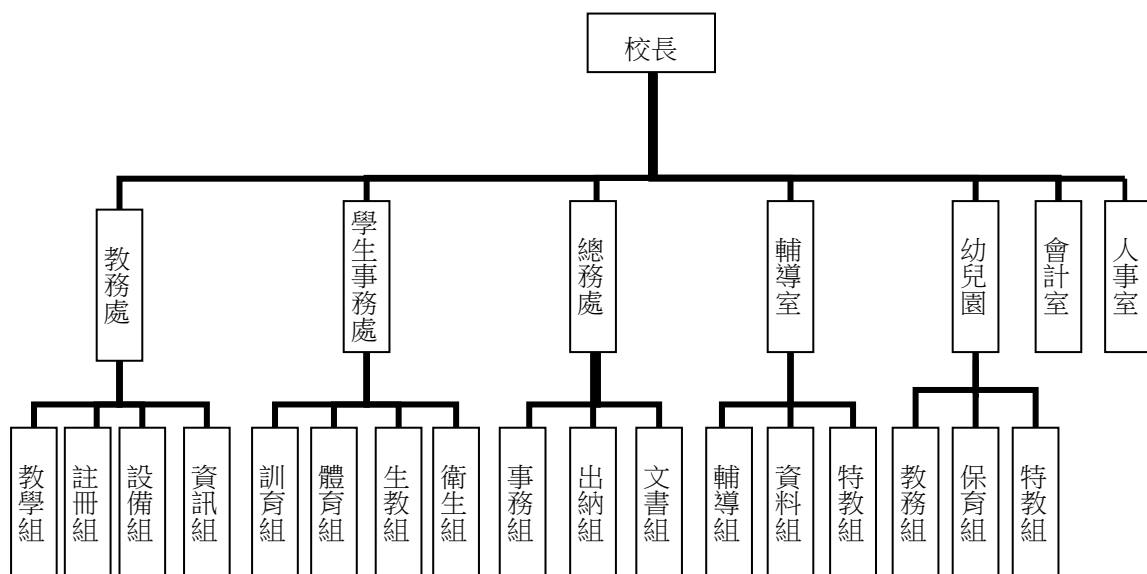 校長
教務處
學生事務處
總務處
輔導室
幼兒園
會計室
人事室
教學組
註冊組
設備組
資訊組
訓育組
體育組
生教組
衛生組
事務組
出納組
文書組
輔導組
資料組
特教組
教務組
保育組
特教組